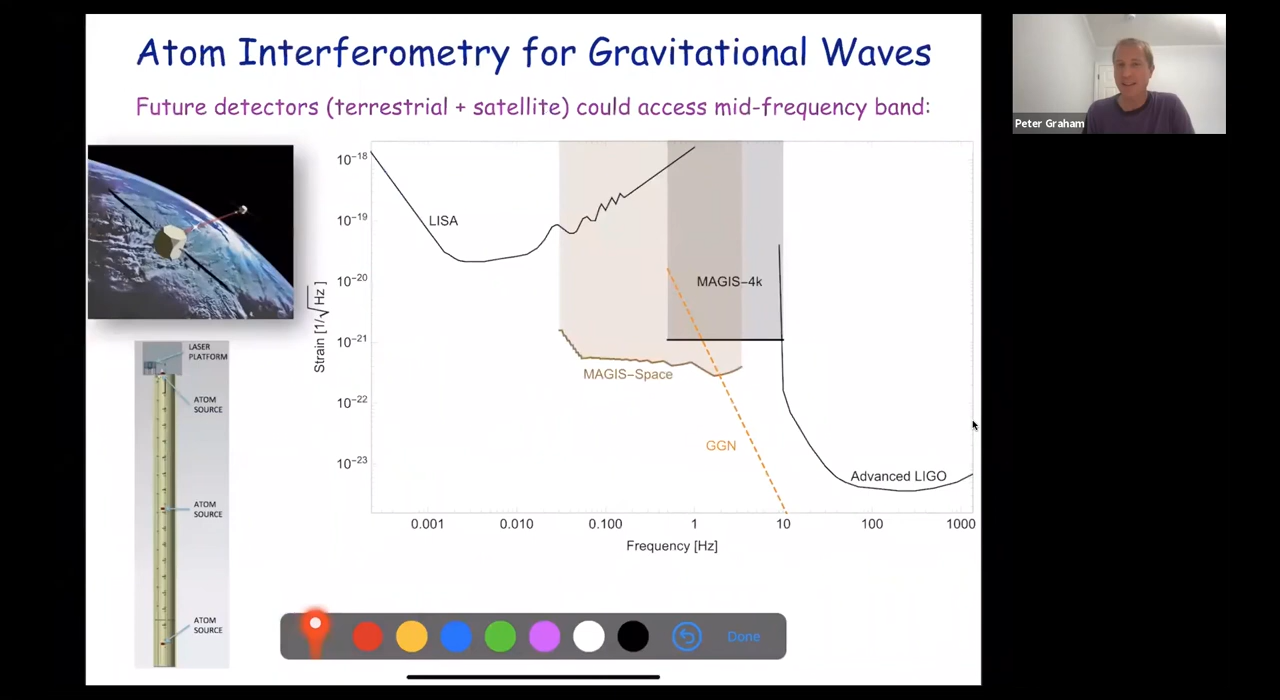 Atom Interferometry for Gravitational Waves
Future detectors (terrestrial + satellite) could access mid-frequency band:
Peter Graham
10−18
10−19
10−20
10−21
10−22
10−23
Strain [1/√Hz ]
LISA
MAGIS−4k
MAGIS−Space
GGN
Advanced LIGO
0.001
0.010
0.100
1
10
100
1000
Frequency [Hz]
LASER
PLATFORM
ATOM
SOURCE
ATOM
SOURCE
ATOM
SOURCE
Done